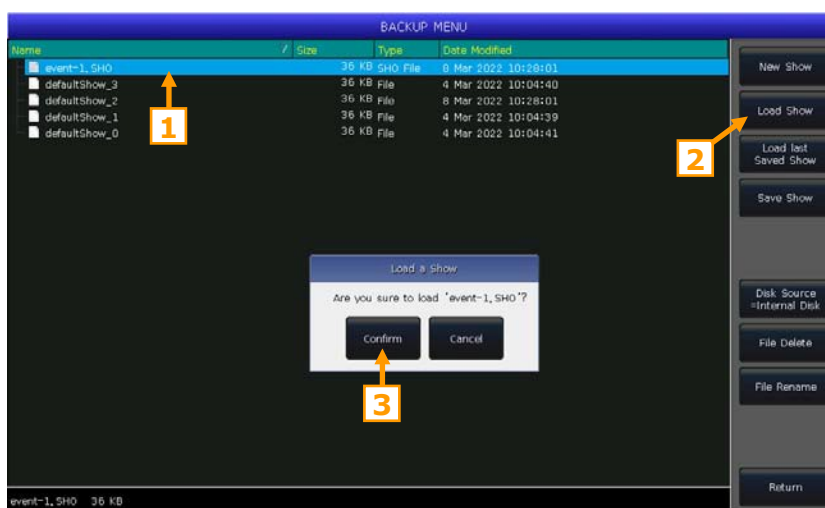 BACKUP MENU
Name / Size Type Date Modified
event-1.SHO 36 KB SHO File 8 Mar 2022 10:28:01
defaultShow_3 36 KB File 4 Mar 2022 10:04:40
defaultShow_2 36 KB File 8 Mar 2022 10:28:01
defaultShow_1 36 KB File 4 Mar 2022 10:04:39
defaultShow_0 36 KB File 4 Mar 2022 10:04:41
1
2
New Show
Load Show
Load last
Saved Show
Save Show
Load a Show
Are you sure to load 'event-1.SHO'?
Confirm Cancel
3
Disk Source
=Internal Disk
File Delete
File Rename
Return
event-1.SHO 36 KB